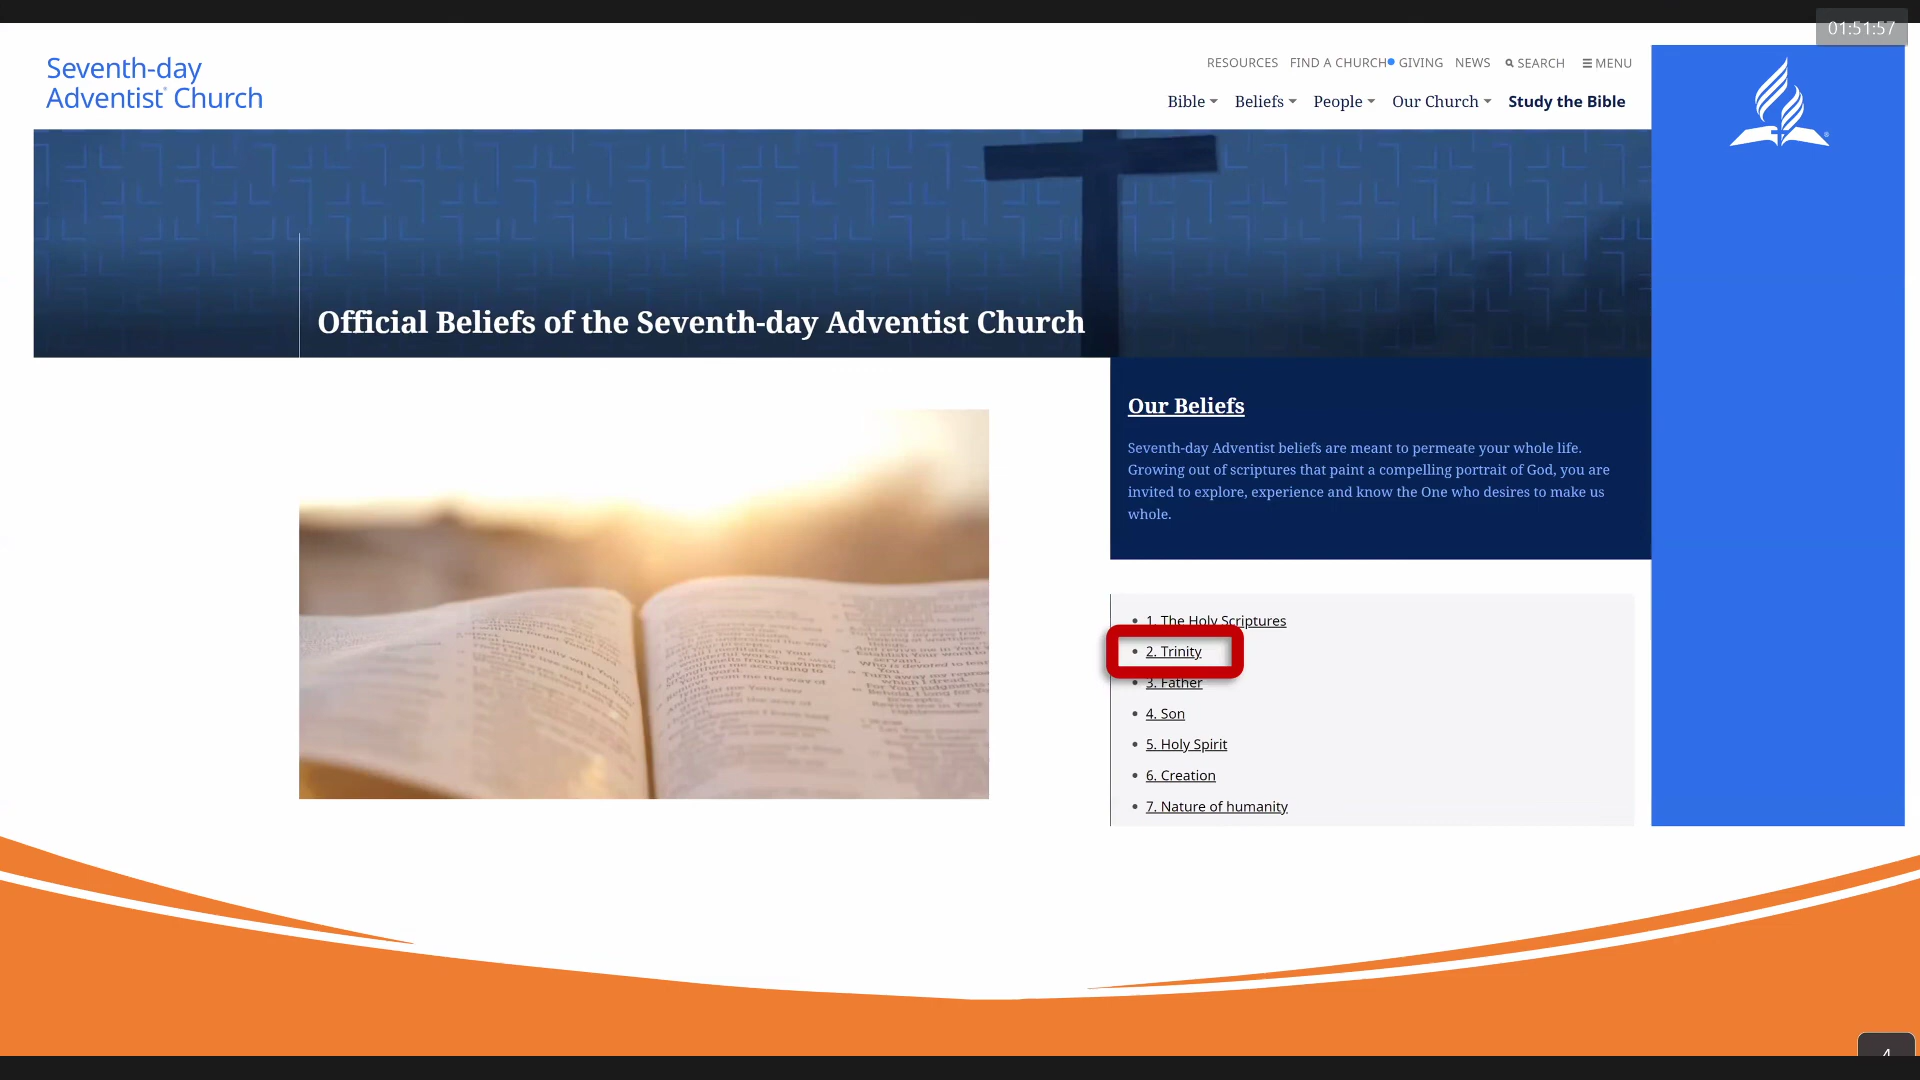 01:51:57
Seventh-day
Adventist® Church
RESOURCES FIND A CHURCH GIVING NEWS SEARCH MENU
Bible Beliefs People Our Church Study the Bible
Official Beliefs of the Seventh-day Adventist Church
Our Beliefs
Seventh-day Adventist beliefs are meant to permeate your whole life.
Growing out of scriptures that paint a compelling portrait of God, you are
invited to explore, experience and know the One who desires to make us
whole.
• 1. The Holy Scriptures
• 2. Trinity
• 3. Father
• 4. Son
• 5. Holy Spirit
• 6. Creation
• 7. Nature of humanity
4